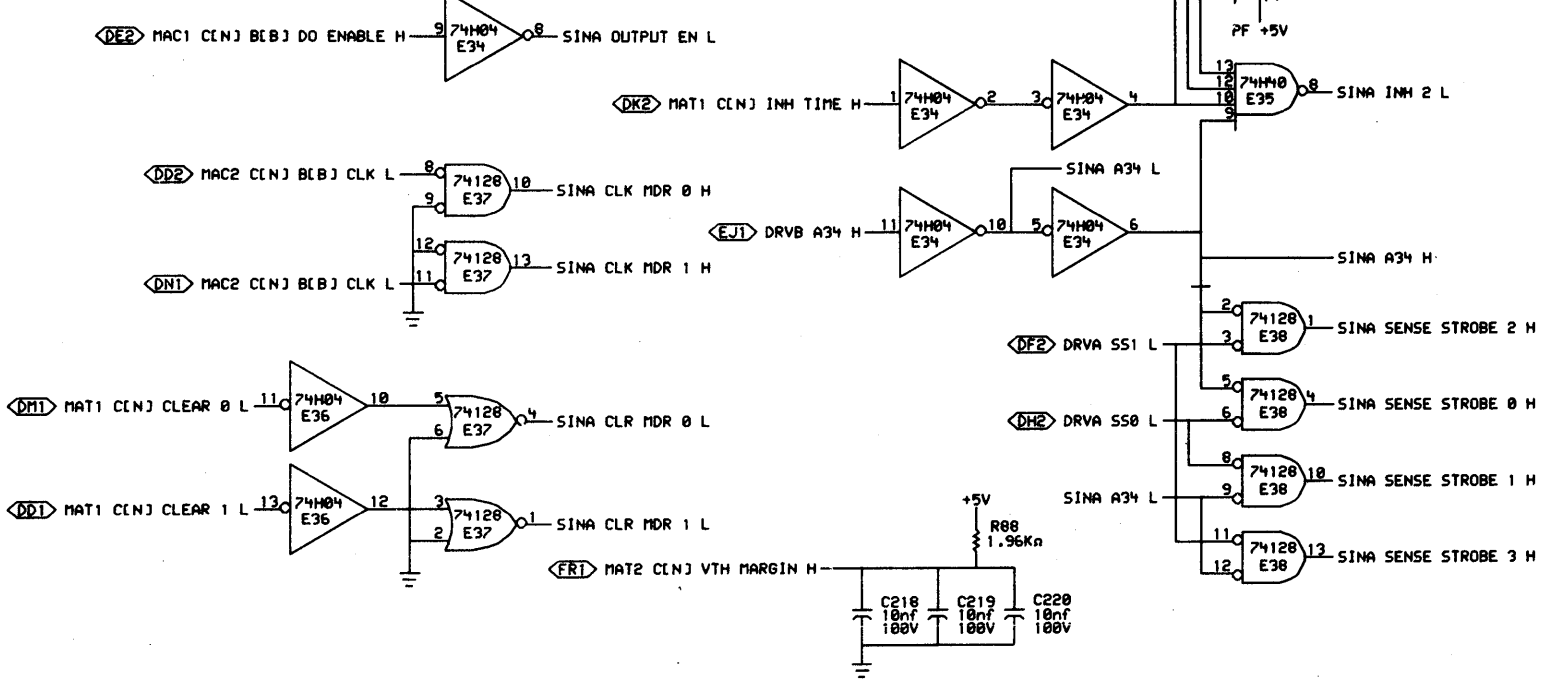 DE2 MAC1 C[N] B[B] DO ENABLE H 9 74H04 E34 8 SINA OUTPUT EN L
PF +5V
DK2 MAT1 C[N] INH TIME H 1 74H04 E34 2 3 74H04 E34 4
13 12 10 9 74H40 E35 8 SINA INH 2 L
DD2 MAC2 C[N] B[B] CLK L 8 9 74128 E37 10 SINA CLK MDR 0 H
SINA A34 L
EJ1 DRVB A34 H 11 74H04 E34 10 5 74H04 E34 6
DN1 MAC2 C[N] B[B] CLK L 12 11 74128 E37 13 SINA CLK MDR 1 H
SINA A34 H
DF2 DRVA SS1 L 2 3 74128 E38 1 SINA SENSE STROBE 2 H
DM1 MAT1 C[N] CLEAR 0 L 11 74H04 E36 10 5 6 74128 E37 4 SINA CLR MDR 0 L
DH2 DRVA SS0 L 5 6 74128 E38 4 SINA SENSE STROBE 0 H
8 9 74128 E38 10 SINA SENSE STROBE 1 H
SINA A34 L
DD1 MAT1 C[N] CLEAR 1 L 13 74H04 E36 12 3 2 74128 E37 1 SINA CLR MDR 1 L
11 12 74128 E38 13 SINA SENSE STROBE 3 H
+5V
R88
1.96KΩ
FR1 MAT2 C[N] VTH MARGIN H
C218 C219 C220
10nf 10nf 10nf
100V 100V 100V